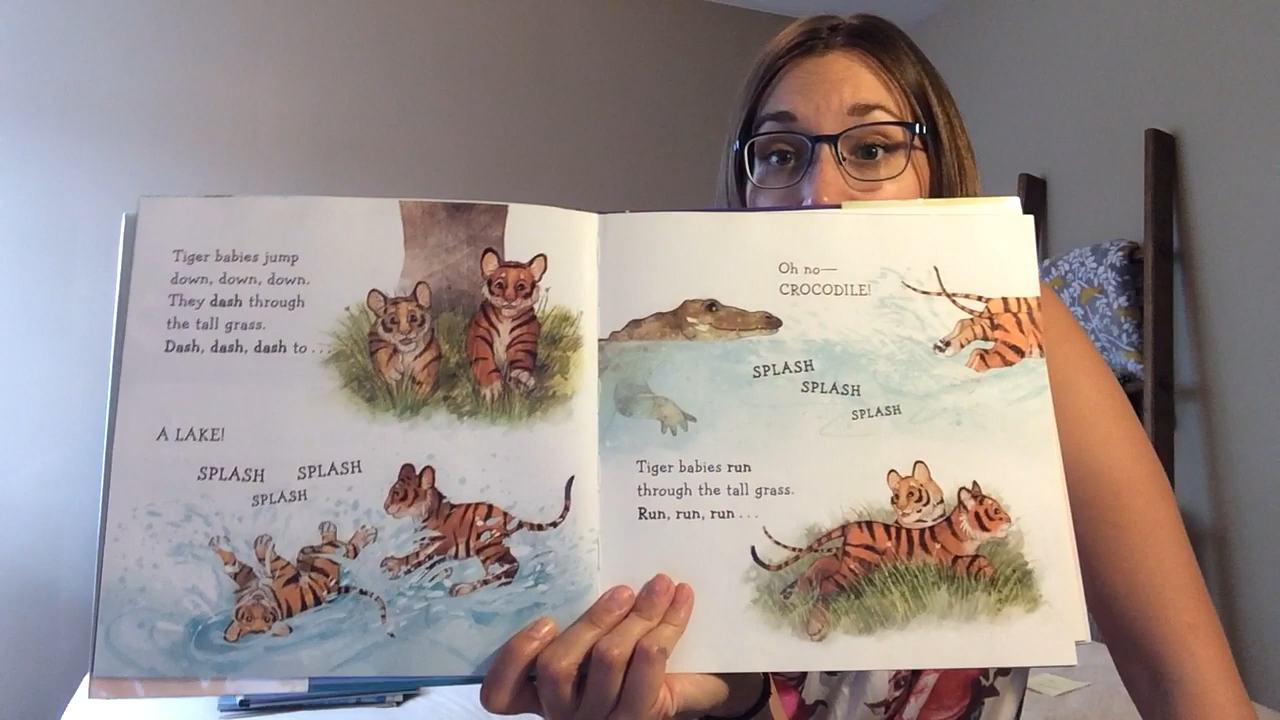 Tiger babies jump
down, down, down.
They dash through
the tall grass.
Dash, dash, dash to . . .
A LAKE!
SPLASH SPLASH
SPLASH
Oh no—
CROCODILE!
SPLASH
SPLASH
SPLASH
Tiger babies run
through the tall grass.
Run, run, run . . .